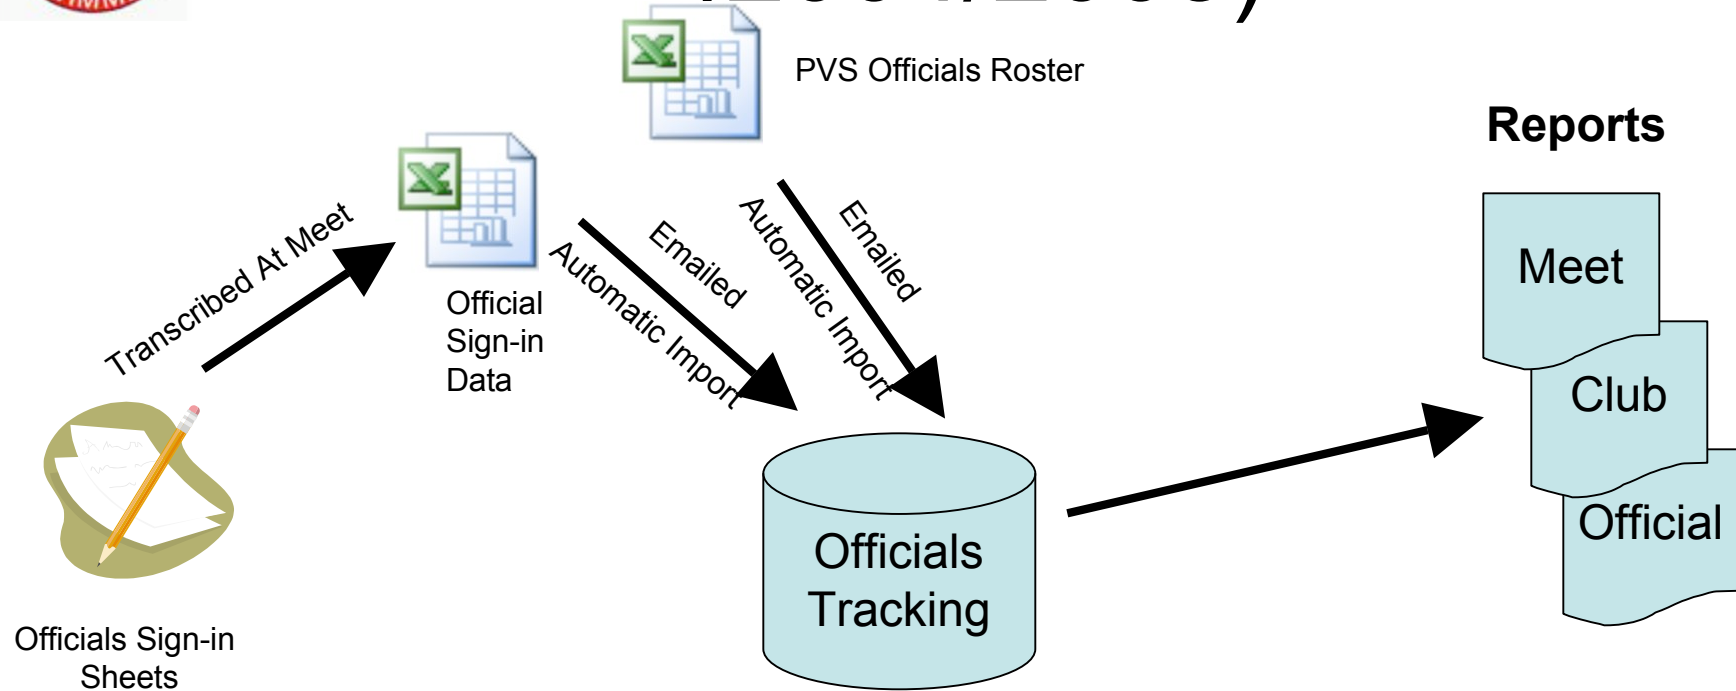 PVS Officials Roster
Reports
Transcribed At Meet
Emailed
Automatic Import
Emailed
Automatic Import
Official
Sign-in
Data
Meet
Club
Official
Officials
Tracking
Officials Sign-in
Sheets